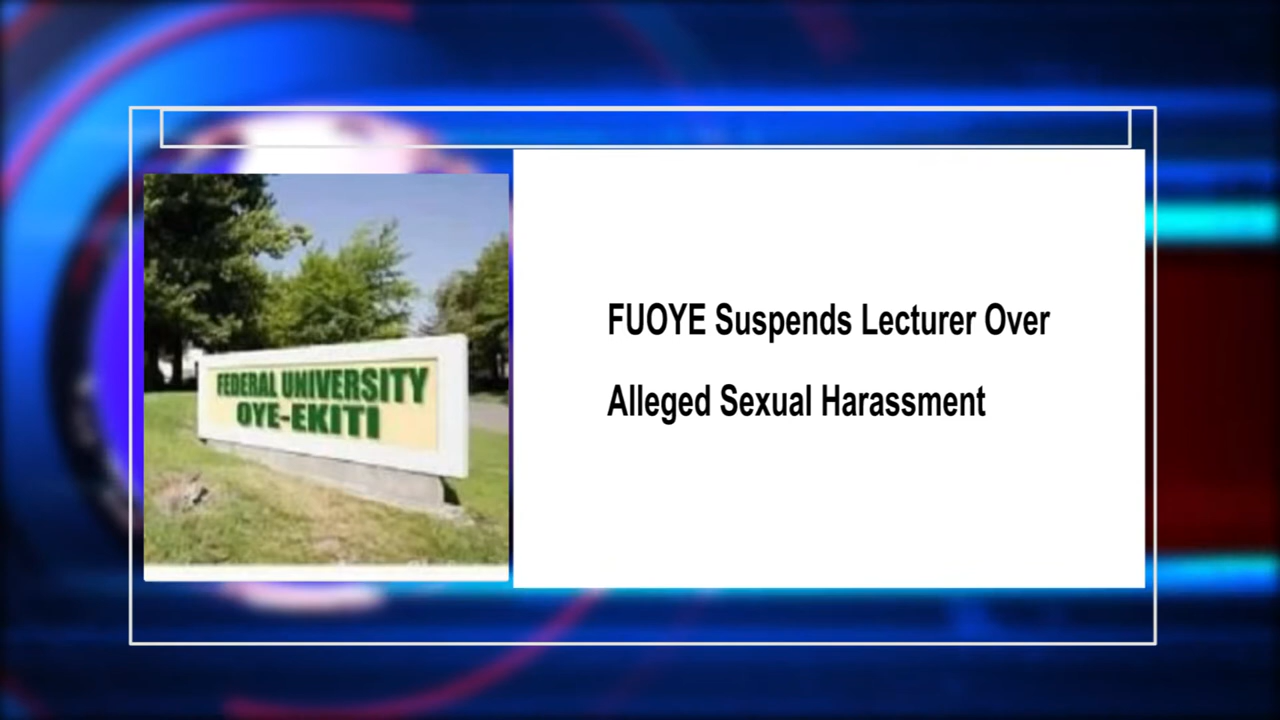 FEDERAL UNIVERSITY
OYE-EKITI
FUOYE Suspends Lecturer Over
Alleged Sexual Harassment